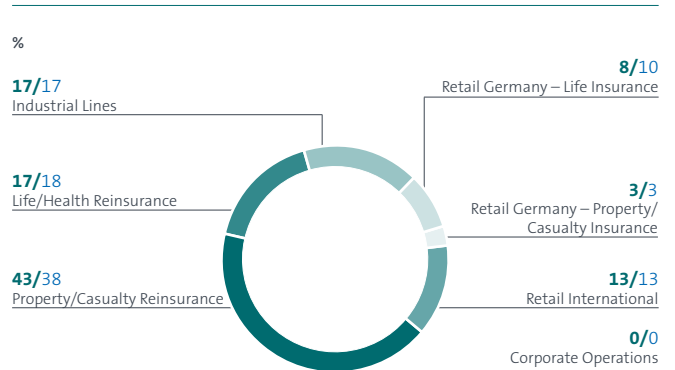 %
17/17
Industrial Lines
17/18
Life/Health Reinsurance
43/38
Property/Casualty Reinsurance
8/10
Retail Germany – Life Insurance
3/3
Retail Germany – Property/
Casualty Insurance
13/13
Retail International
0/0
Corporate Operations